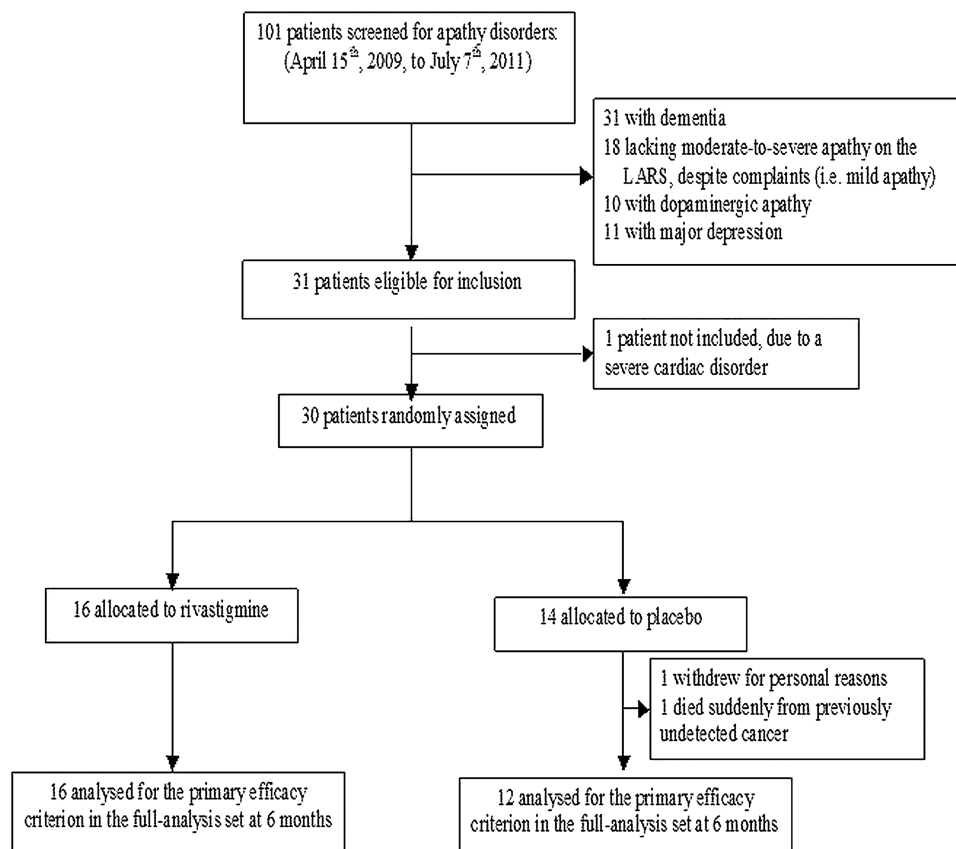 101 patients screened for apathy disorders:
(April 15th, 2009, to July 7th, 2011)
31 with dementia
18 lacking moderate-to-severe apathy on the
LARS, despite complaints (i.e. mild apathy)
10 with dopaminergic apathy
11 with major depression
31 patients eligible for inclusion
1 patient not included, due to a
severe cardiac disorder
30 patients randomly assigned
16 allocated to rivastigmine
14 allocated to placebo
1 withdrew for personal reasons
1 died suddenly from previously
undetected cancer
16 analysed for the primary efficacy
criterion in the full-analysis set at 6 months
12 analysed for the primary efficacy
criterion in the full-analysis set at 6 months